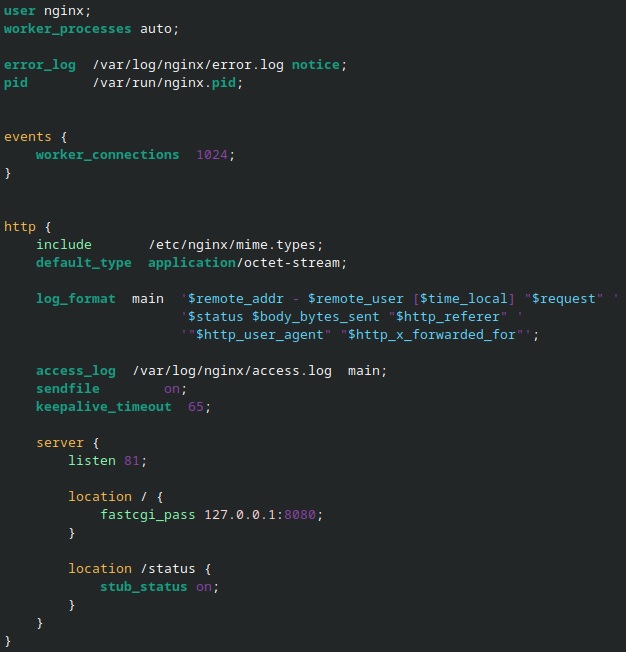 user nginx;
worker_processes auto;
error_log  /var/log/nginx/error.log notice;
pid        /var/run/nginx.pid;
events {
    worker_connections  1024;
}
http {
    include       /etc/nginx/mime.types;
    default_type  application/octet-stream;
    log_format  main  '$remote_addr - $remote_user [$time_local] "$request" '
                      '$status $body_bytes_sent "$http_referer" '
                      '"$http_user_agent" "$http_x_forwarded_for"';
    access_log  /var/log/nginx/access.log  main;
    sendfile        on;
    keepalive_timeout  65;
    server {
        listen 81;
        location / {
            fastcgi_pass 127.0.0.1:8080;
        }
        location /status {
            stub_status on;
        }
    }
}